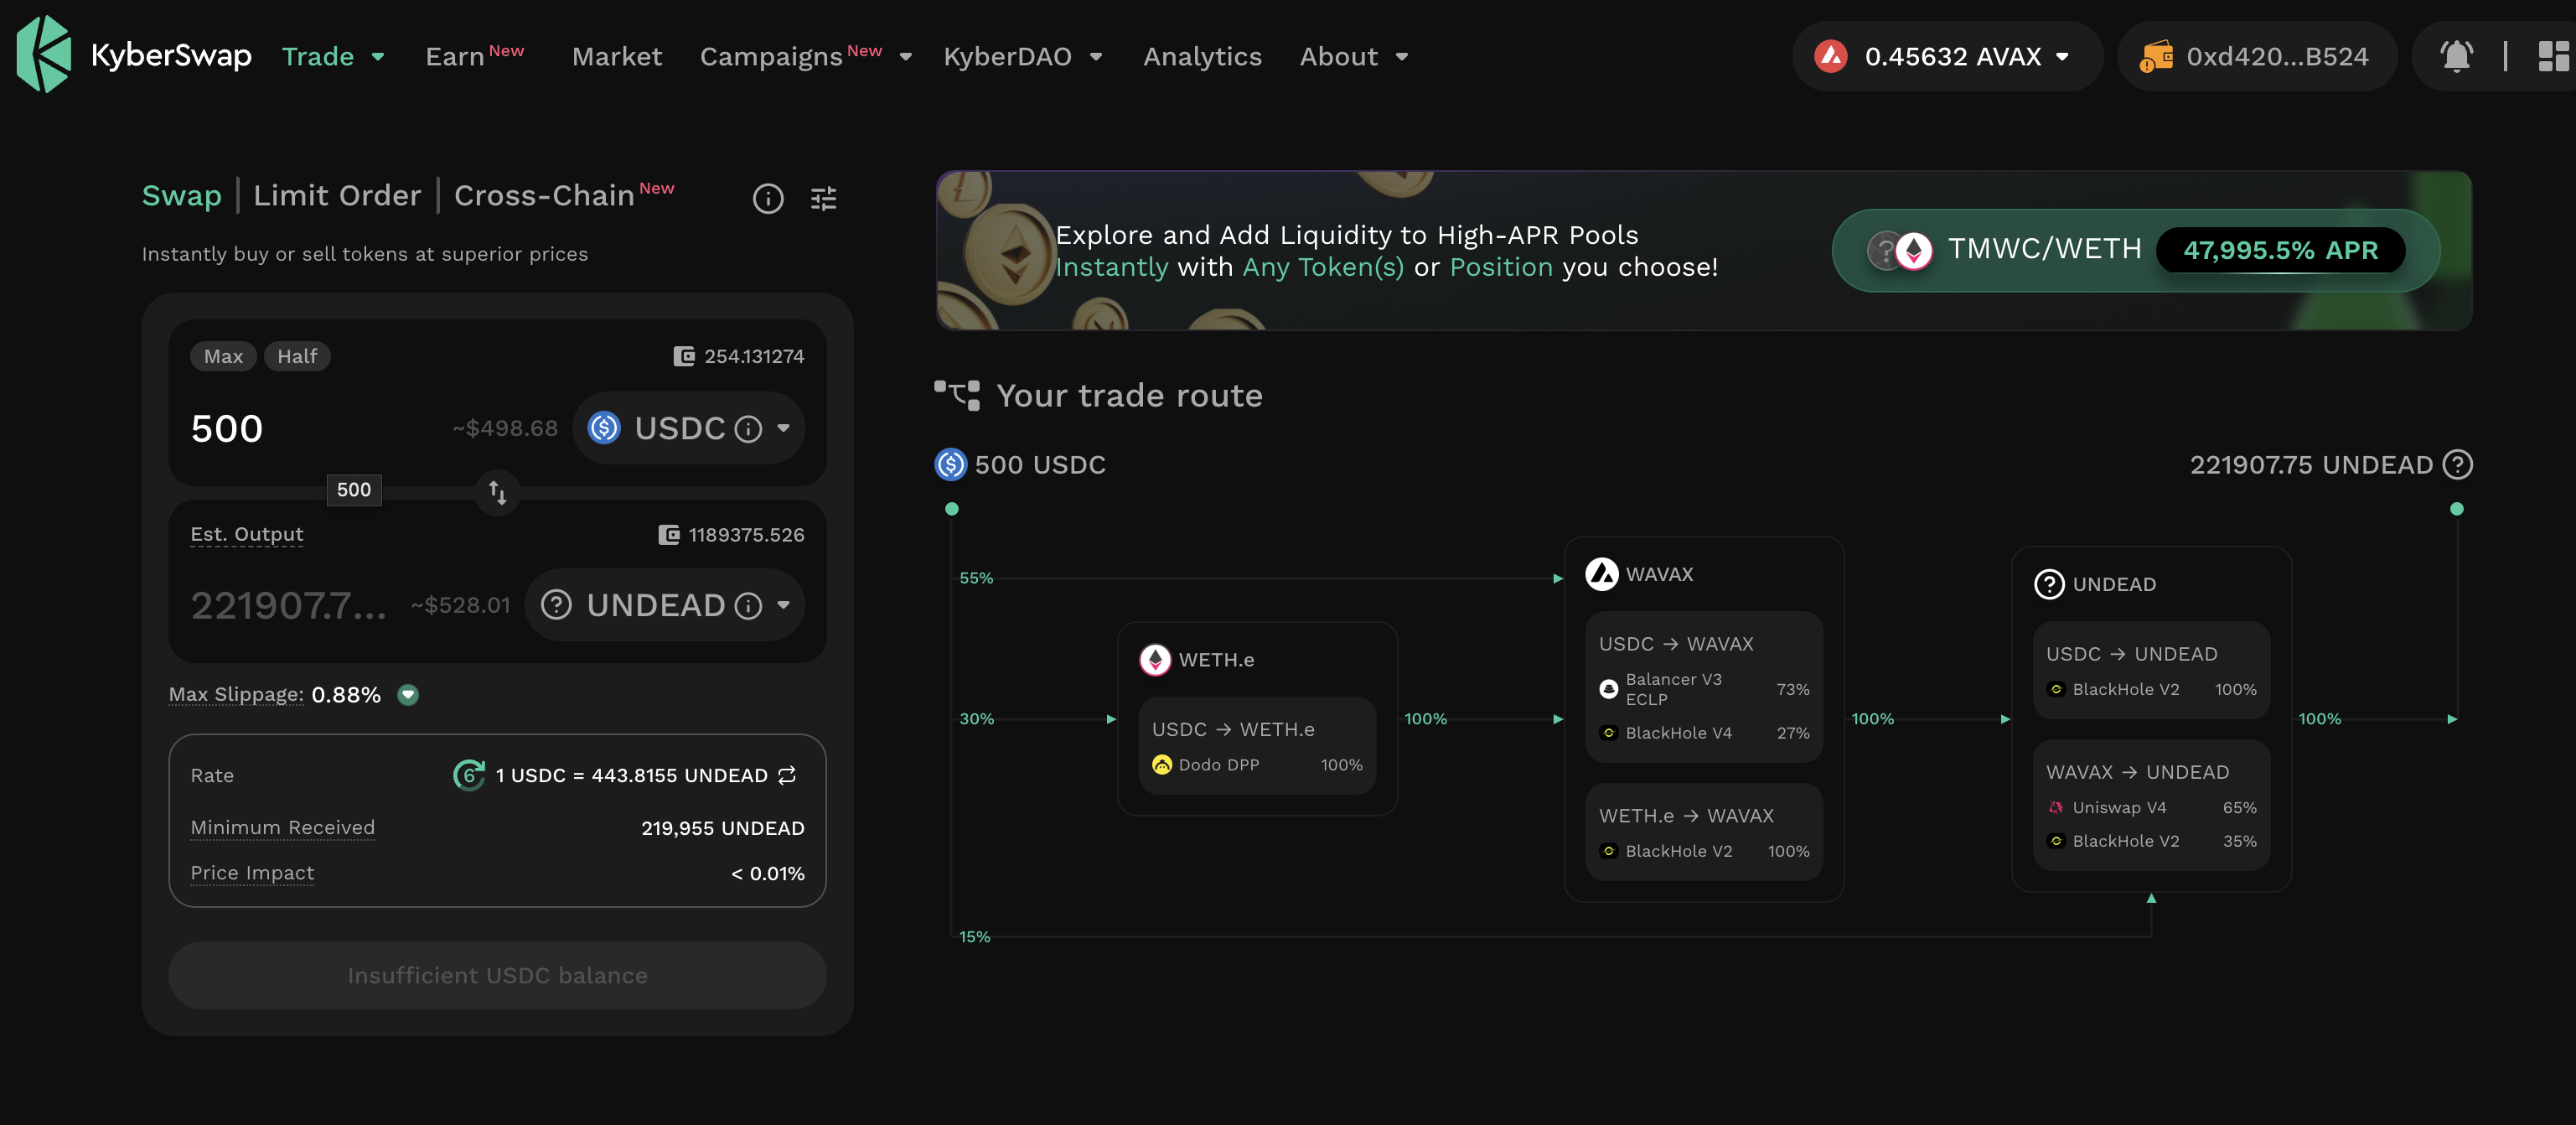 KyberSwap
Trade
Earn New
Market
Campaigns New
KyberDAO
Analytics
About
0.45632 AVAX
0xd420...B524
Swap | Limit Order | Cross-Chain New
Instantly buy or sell tokens at superior prices
Max
Half
254.131274
500
~$498.68
USDC
500
Est. Output
1189375.526
221907.7...
~$528.01
UNDEAD
Max Slippage: 0.88%
Rate
6
1 USDC = 443.8155 UNDEAD
Minimum Received
219,955 UNDEAD
Price Impact
< 0.01%
Insufficient USDC balance
Explore and Add Liquidity to High-APR Pools
Instantly with Any Token(s) or Position you choose!
TMWC/WETH
47,995.5% APR
Your trade route
500 USDC
221907.75 UNDEAD
55%
30%
15%
WETH.e
USDC → WETH.e
Dodo DPP 100%
100%
WAVAX
USDC → WAVAX
Balancer V3
ECLP
73%
BlackHole V4 27%
WETH.e → WAVAX
BlackHole V2 100%
100%
UNDEAD
USDC → UNDEAD
BlackHole V2 100%
WAVAX → UNDEAD
Uniswap V4 65%
BlackHole V2 35%
100%